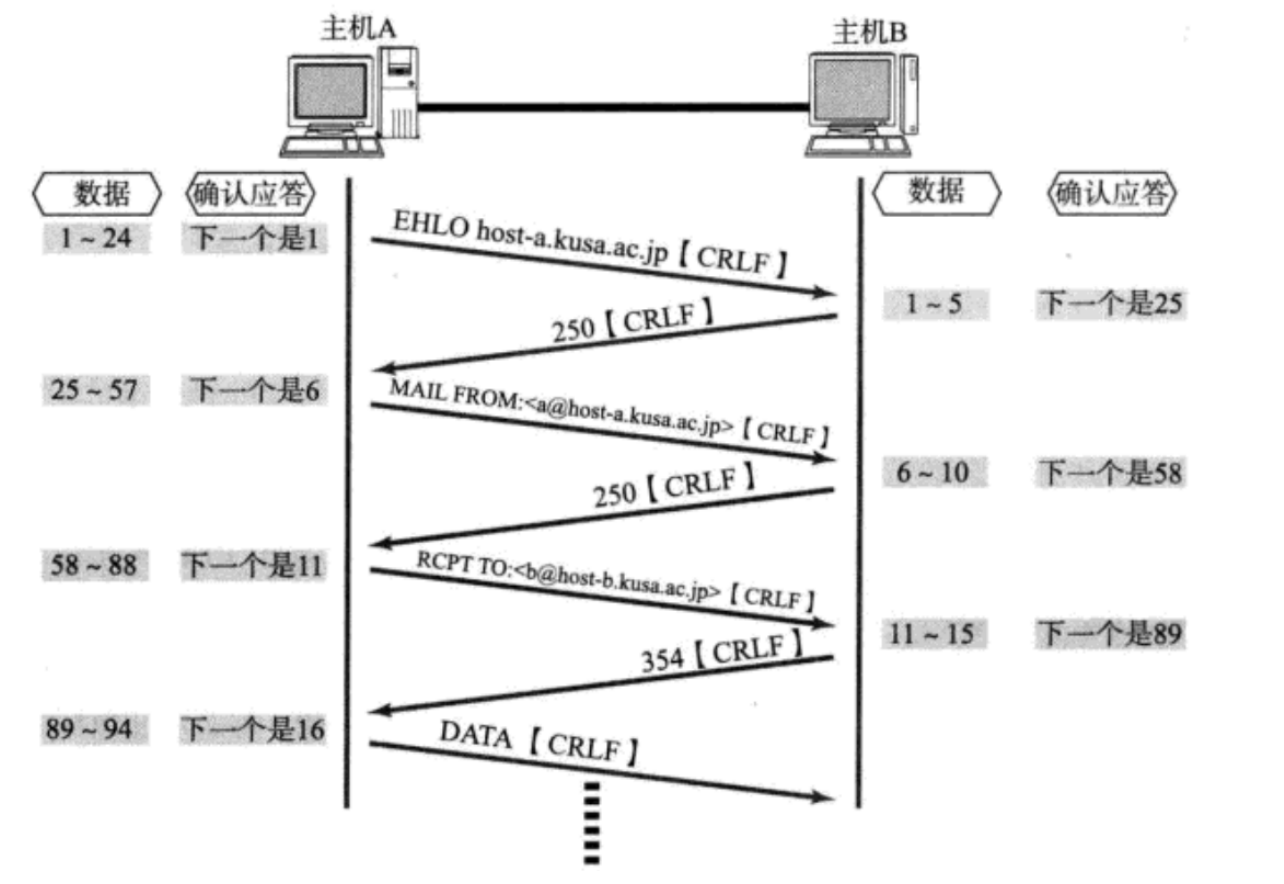 主机A
主机B
数据 确认应答
数据 确认应答
1 ~ 24 下一个是1
EHLO host-a.kusa.ac.jp【 CRLF 】
1 ~ 5 下一个是25
250【 CRLF 】
25 ~ 57 下一个是6
MAIL FROM:<a@host-a.kusa.ac.jp>【 CRLF 】
6 ~ 10 下一个是58
250【 CRLF 】
58 ~ 88 下一个是11
RCPT TO:<b@host-b.kusa.ac.jp>【 CRLF 】
11 ~ 15 下一个是89
354【 CRLF 】
89 ~ 94 下一个是16
DATA 【 CRLF 】